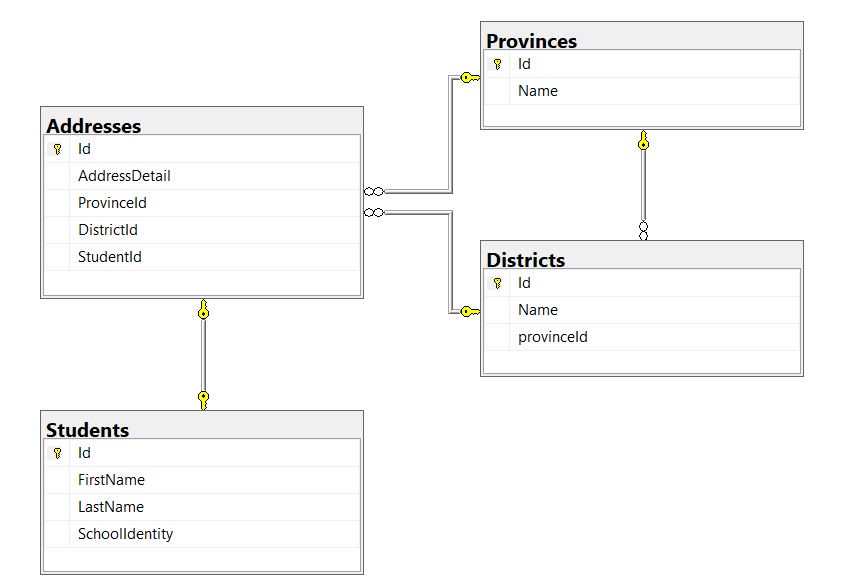 Provinces
Id
Name
Addresses
Id
AddressDetail
ProvinceId
DistrictId
StudentId
Districts
Id
Name
provinceId
Students
Id
FirstName
LastName
SchoolIdentity